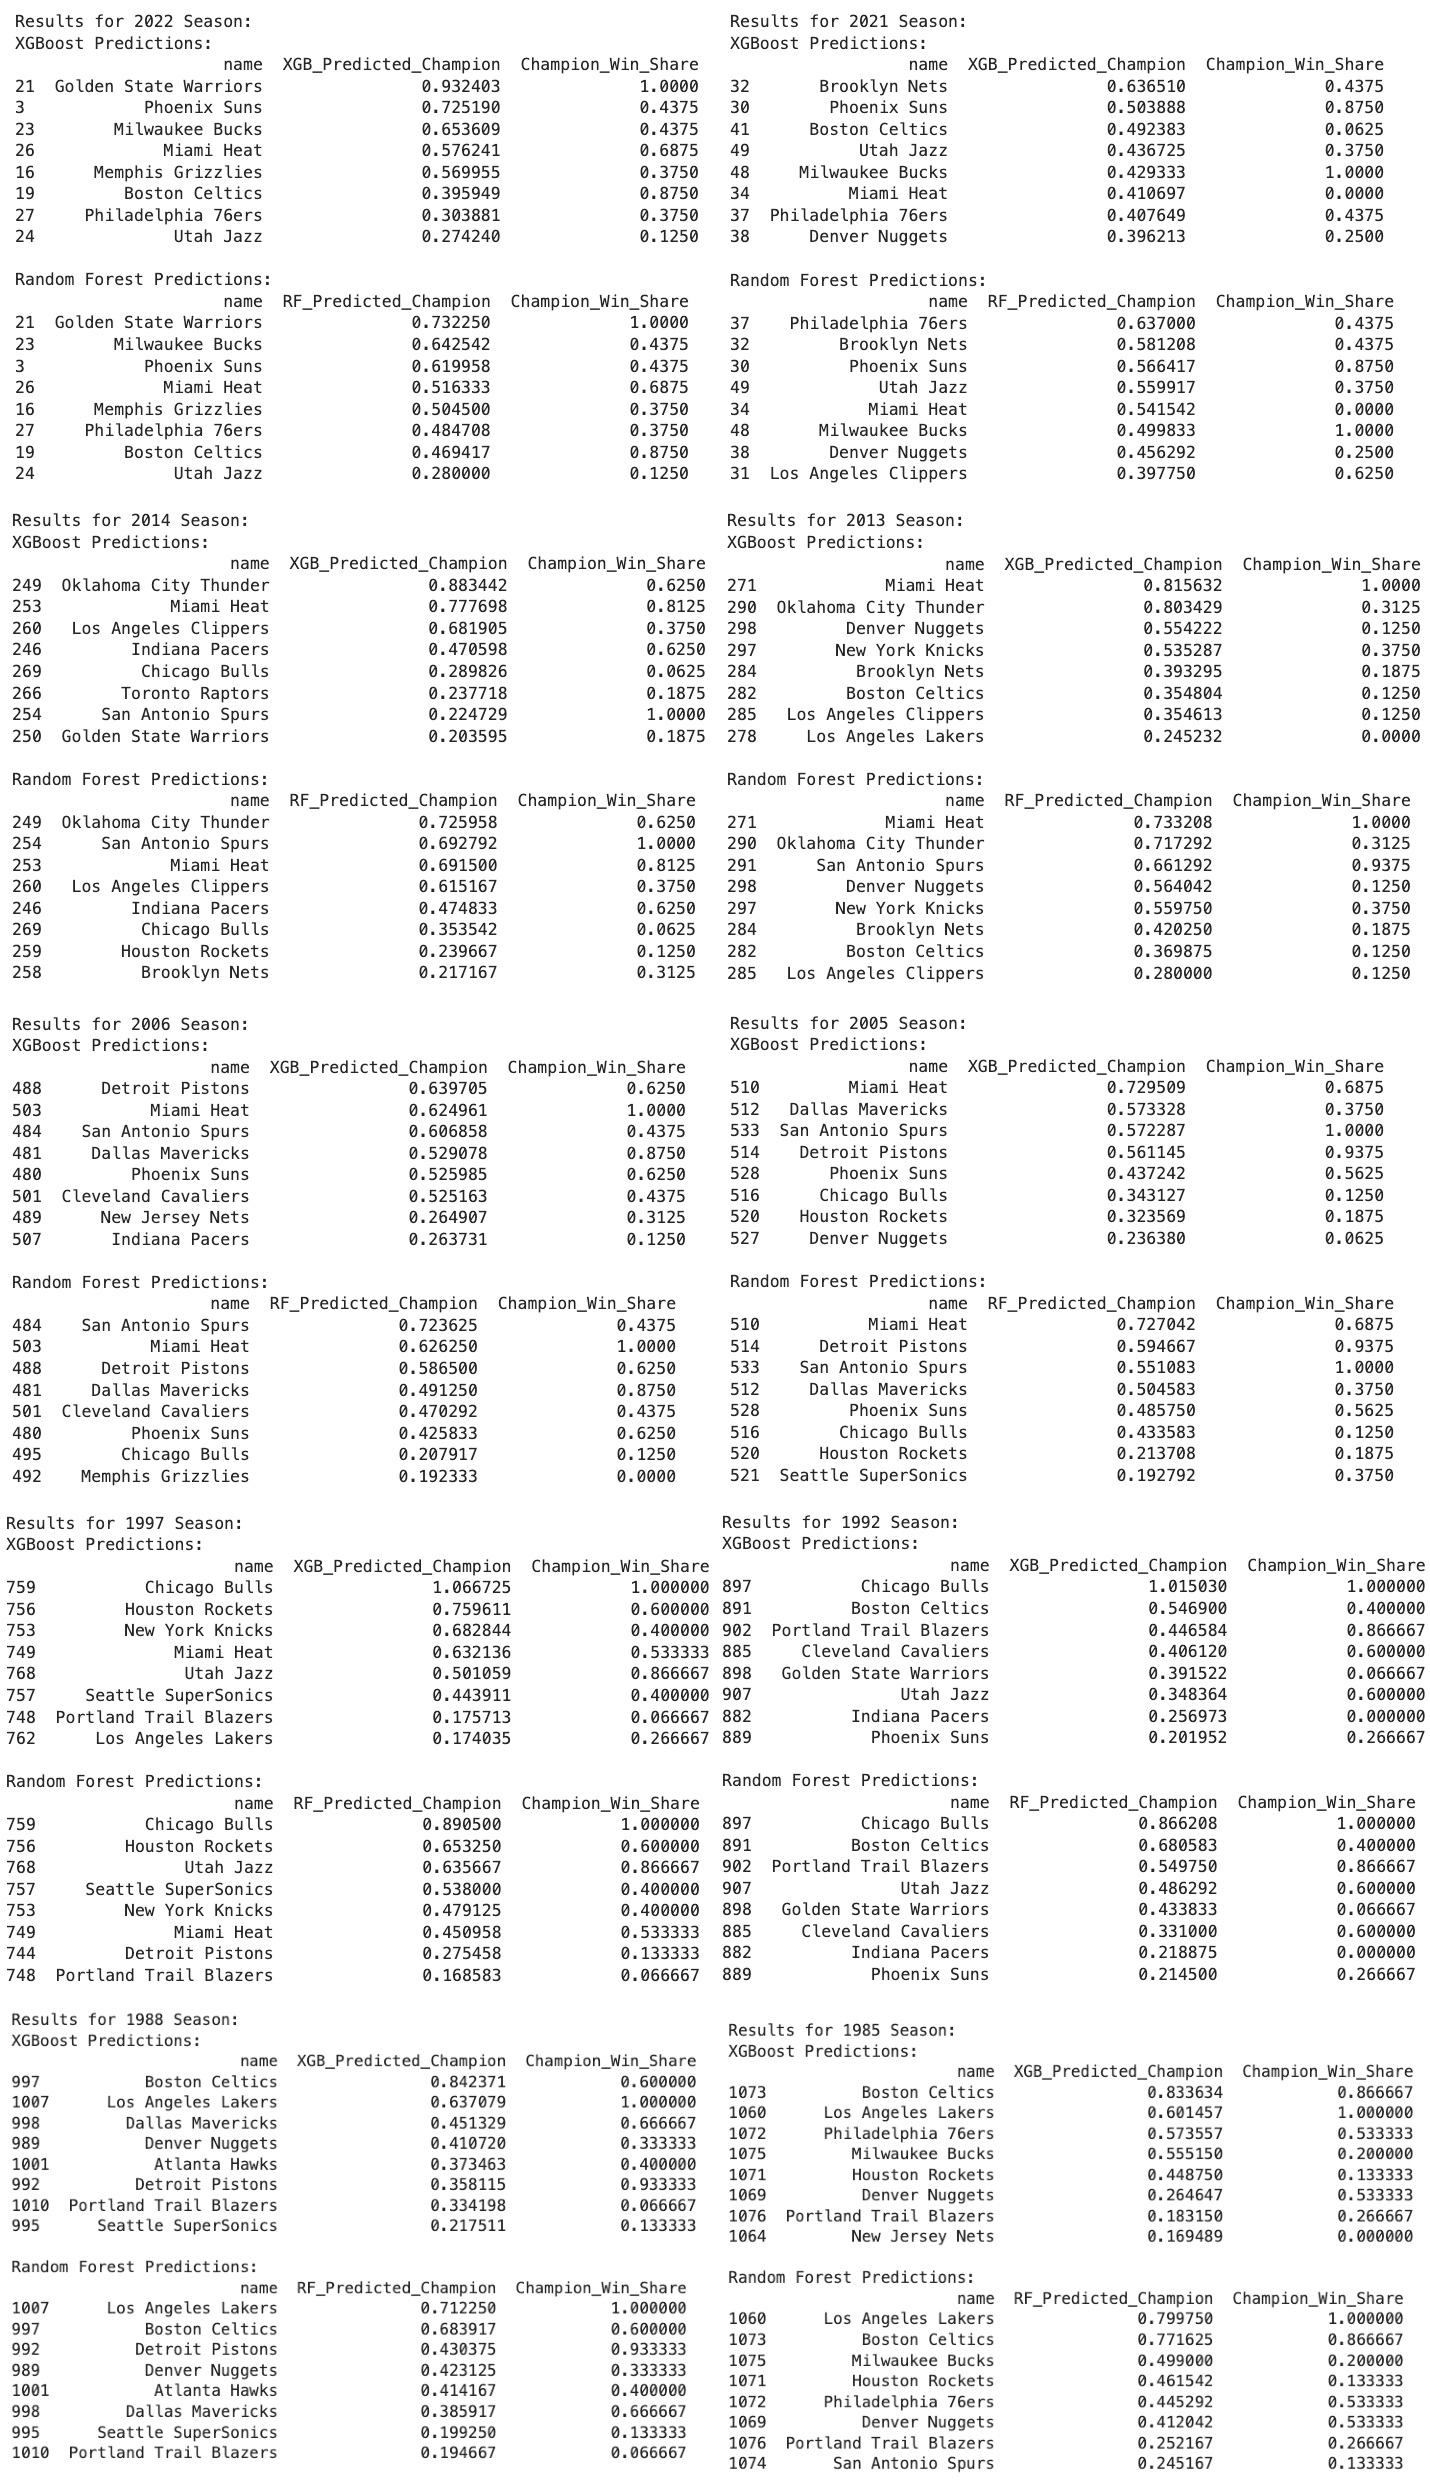 Results for 2022 Season:
XGBoost Predictions:
name XGB_Predicted_Champion Champion_Win_Share
21 Golden State Warriors 0.932403 1.0000
3 Phoenix Suns 0.725190 0.4375
23 Milwaukee Bucks 0.653609 0.4375
26 Miami Heat 0.576241 0.6875
16 Memphis Grizzlies 0.569955 0.3750
19 Boston Celtics 0.395949 0.8750
27 Philadelphia 76ers 0.303881 0.3750
24 Utah Jazz 0.274240 0.1250
Random Forest Predictions:
name RF_Predicted_Champion Champion_Win_Share
21 Golden State Warriors 0.732250 1.0000
23 Milwaukee Bucks 0.642542 0.4375
3 Phoenix Suns 0.619958 0.4375
26 Miami Heat 0.516333 0.6875
16 Memphis Grizzlies 0.504500 0.3750
27 Philadelphia 76ers 0.484708 0.3750
19 Boston Celtics 0.469417 0.8750
24 Utah Jazz 0.280000 0.1250
Results for 2021 Season:
XGBoost Predictions:
name XGB_Predicted_Champion Champion_Win_Share
32 Brooklyn Nets 0.636510 0.4375
30 Phoenix Suns 0.503888 0.8750
41 Boston Celtics 0.492383 0.0625
49 Utah Jazz 0.436725 0.3750
48 Milwaukee Bucks 0.429333 1.0000
34 Miami Heat 0.410697 0.0000
37 Philadelphia 76ers 0.407649 0.4375
38 Denver Nuggets 0.396213 0.2500
Random Forest Predictions:
name RF_Predicted_Champion Champion_Win_Share
37 Philadelphia 76ers 0.637000 0.4375
32 Brooklyn Nets 0.581208 0.4375
30 Phoenix Suns 0.566417 0.8750
49 Utah Jazz 0.559917 0.3750
34 Miami Heat 0.541542 0.0000
48 Milwaukee Bucks 0.499833 1.0000
38 Denver Nuggets 0.456292 0.2500
31 Los Angeles Clippers 0.397750 0.6250
Results for 2014 Season:
XGBoost Predictions:
name XGB_Predicted_Champion Champion_Win_Share
249 Oklahoma City Thunder 0.883442 0.6250
253 Miami Heat 0.777698 0.8125
260 Los Angeles Clippers 0.681905 0.3750
246 Indiana Pacers 0.470598 0.6250
269 Chicago Bulls 0.289826 0.0625
266 Toronto Raptors 0.237718 0.1875
254 San Antonio Spurs 0.224729 1.0000
250 Golden State Warriors 0.203595 0.1875
Random Forest Predictions:
name RF_Predicted_Champion Champion_Win_Share
249 Oklahoma City Thunder 0.725958 0.6250
254 San Antonio Spurs 0.692792 1.0000
253 Miami Heat 0.691500 0.8125
260 Los Angeles Clippers 0.615167 0.3750
246 Indiana Pacers 0.474833 0.6250
269 Chicago Bulls 0.353542 0.0625
259 Houston Rockets 0.239667 0.1250
258 Brooklyn Nets 0.217167 0.3125
Results for 2013 Season:
XGBoost Predictions:
name XGB_Predicted_Champion Champion_Win_Share
271 Miami Heat 0.815632 1.0000
290 Oklahoma City Thunder 0.803429 0.3125
298 Denver Nuggets 0.554222 0.1250
297 New York Knicks 0.535287 0.3750
284 Brooklyn Nets 0.393295 0.1875
282 Boston Celtics 0.354804 0.1250
285 Los Angeles Clippers 0.354613 0.1250
278 Los Angeles Lakers 0.245232 0.0000
Random Forest Predictions:
name RF_Predicted_Champion Champion_Win_Share
271 Miami Heat 0.733208 1.0000
290 Oklahoma City Thunder 0.717292 0.3125
291 San Antonio Spurs 0.661292 0.9375
298 Denver Nuggets 0.564042 0.1250
297 New York Knicks 0.559750 0.3750
284 Brooklyn Nets 0.420250 0.1875
282 Boston Celtics 0.369875 0.1250
285 Los Angeles Clippers 0.280000 0.1250
Results for 2006 Season:
XGBoost Predictions:
name XGB_Predicted_Champion Champion_Win_Share
488 Detroit Pistons 0.639705 0.6250
503 Miami Heat 0.624961 1.0000
484 San Antonio Spurs 0.606858 0.4375
481 Dallas Mavericks 0.529078 0.8750
480 Phoenix Suns 0.525985 0.6250
501 Cleveland Cavaliers 0.525163 0.4375
489 New Jersey Nets 0.264907 0.3125
507 Indiana Pacers 0.263731 0.1250
Random Forest Predictions:
name RF_Predicted_Champion Champion_Win_Share
484 San Antonio Spurs 0.723625 0.4375
503 Miami Heat 0.626250 1.0000
488 Detroit Pistons 0.586500 0.6250
481 Dallas Mavericks 0.491250 0.8750
501 Cleveland Cavaliers 0.470292 0.4375
480 Phoenix Suns 0.425833 0.6250
495 Chicago Bulls 0.207917 0.1250
492 Memphis Grizzlies 0.192333 0.0000
Results for 2005 Season:
XGBoost Predictions:
name XGB_Predicted_Champion Champion_Win_Share
510 Miami Heat 0.729509 0.6875
512 Dallas Mavericks 0.573328 0.3750
533 San Antonio Spurs 0.572287 1.0000
514 Detroit Pistons 0.561145 0.9375
528 Phoenix Suns 0.437242 0.5625
516 Chicago Bulls 0.343127 0.1250
520 Houston Rockets 0.323569 0.1875
527 Denver Nuggets 0.236380 0.0625
Random Forest Predictions:
name RF_Predicted_Champion Champion_Win_Share
510 Miami Heat 0.727042 0.6875
514 Detroit Pistons 0.594667 0.9375
533 San Antonio Spurs 0.551083 1.0000
512 Dallas Mavericks 0.504583 0.3750
528 Phoenix Suns 0.485750 0.5625
516 Chicago Bulls 0.433583 0.1250
520 Houston Rockets 0.213708 0.1875
521 Seattle SuperSonics 0.192792 0.3750
Results for 1997 Season:
XGBoost Predictions:
name XGB_Predicted_Champion Champion_Win_Share
759 Chicago Bulls 1.066725 1.000000
756 Houston Rockets 0.759611 0.600000
753 New York Knicks 0.682844 0.400000
749 Miami Heat 0.632136 0.533333
768 Utah Jazz 0.501059 0.866667
757 Seattle SuperSonics 0.443911 0.400000
748 Portland Trail Blazers 0.175713 0.066667
762 Los Angeles Lakers 0.174035 0.266667
Random Forest Predictions:
name RF_Predicted_Champion Champion_Win_Share
759 Chicago Bulls 0.890500 1.000000
756 Houston Rockets 0.653250 0.600000
768 Utah Jazz 0.635667 0.866667
757 Seattle SuperSonics 0.538000 0.400000
753 New York Knicks 0.479125 0.400000
749 Miami Heat 0.450958 0.533333
744 Detroit Pistons 0.275458 0.133333
748 Portland Trail Blazers 0.168583 0.066667
Results for 1992 Season:
XGBoost Predictions:
name XGB_Predicted_Champion Champion_Win_Share
897 Chicago Bulls 1.015030 1.000000
891 Boston Celtics 0.546900 0.400000
902 Portland Trail Blazers 0.446584 0.866667
885 Cleveland Cavaliers 0.406120 0.600000
898 Golden State Warriors 0.391522 0.066667
907 Utah Jazz 0.348364 0.600000
882 Indiana Pacers 0.256973 0.000000
889 Phoenix Suns 0.201952 0.266667
Random Forest Predictions:
name RF_Predicted_Champion Champion_Win_Share
897 Chicago Bulls 0.866208 1.000000
891 Boston Celtics 0.680583 0.400000
902 Portland Trail Blazers 0.549750 0.866667
907 Utah Jazz 0.486292 0.600000
898 Golden State Warriors 0.433833 0.066667
885 Cleveland Cavaliers 0.331000 0.600000
882 Indiana Pacers 0.218875 0.000000
889 Phoenix Suns 0.214500 0.266667
Results for 1988 Season:
XGBoost Predictions:
name XGB_Predicted_Champion Champion_Win_Share
997 Boston Celtics 0.842371 0.600000
1007 Los Angeles Lakers 0.637079 1.000000
998 Dallas Mavericks 0.451329 0.666667
989 Denver Nuggets 0.410720 0.333333
1001 Atlanta Hawks 0.373463 0.400000
992 Detroit Pistons 0.358115 0.933333
1010 Portland Trail Blazers 0.334198 0.066667
995 Seattle SuperSonics 0.217511 0.133333
Random Forest Predictions:
name RF_Predicted_Champion Champion_Win_Share
1007 Los Angeles Lakers 0.712250 1.000000
997 Boston Celtics 0.683917 0.600000
992 Detroit Pistons 0.430375 0.933333
989 Denver Nuggets 0.423125 0.333333
1001 Atlanta Hawks 0.414167 0.400000
998 Dallas Mavericks 0.385917 0.666667
995 Seattle SuperSonics 0.199250 0.133333
1010 Portland Trail Blazers 0.194667 0.066667
Results for 1985 Season:
XGBoost Predictions:
name XGB_Predicted_Champion Champion_Win_Share
1073 Boston Celtics 0.833634 0.866667
1060 Los Angeles Lakers 0.601457 1.000000
1072 Philadelphia 76ers 0.573557 0.533333
1075 Milwaukee Bucks 0.555150 0.200000
1071 Houston Rockets 0.448750 0.133333
1069 Denver Nuggets 0.264647 0.533333
1076 Portland Trail Blazers 0.183150 0.266667
1064 New Jersey Nets 0.169489 0.000000
Random Forest Predictions:
name RF_Predicted_Champion Champion_Win_Share
1060 Los Angeles Lakers 0.799750 1.000000
1073 Boston Celtics 0.771625 0.866667
1075 Milwaukee Bucks 0.499000 0.200000
1071 Houston Rockets 0.461542 0.133333
1072 Philadelphia 76ers 0.445292 0.533333
1069 Denver Nuggets 0.412042 0.533333
1076 Portland Trail Blazers 0.252167 0.266667
1074 San Antonio Spurs 0.245167 0.133333